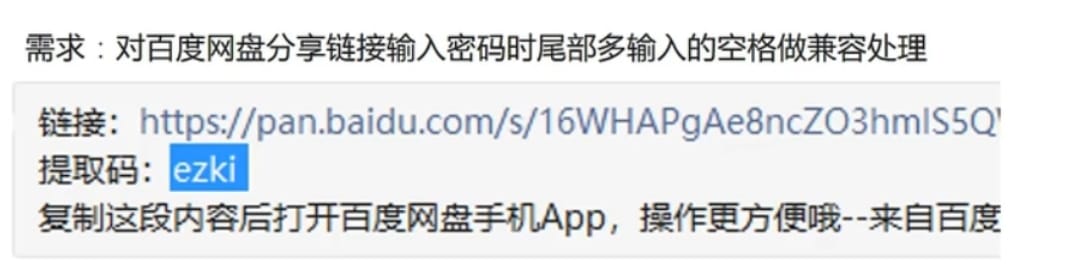 需求：对百度网盘分享链接输入密码时尾部多输入的空格做兼容处理
链接：https://pan.baidu.com/s/16WHAPgAe8ncZO3hmlS5Q
提取码：ezki
复制这段内容后打开百度网盘手机App，操作更方便哦--来自百度